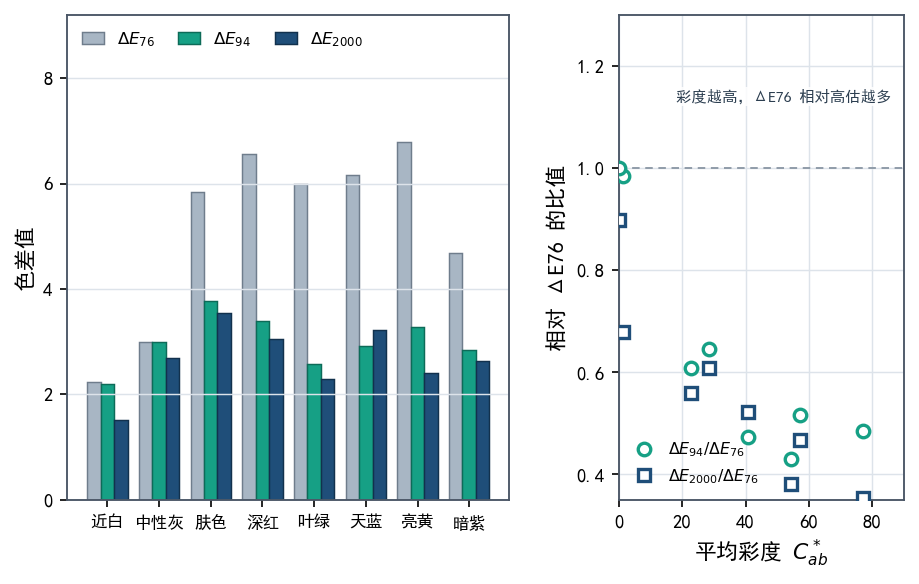 ΔE₇₆ ΔE₉₄ ΔE₂₀₀₀
色差值
8
6
4
2
0
近白 中性灰 肤色 深红 叶绿 天蓝 亮黄 暗紫
彩度越高，ΔE76 相对高估越多
相对 ΔE76 的比值
1.2
1.0
0.8
0.6
0.4
ΔE₉₄/ΔE₇₆
ΔE₂₀₀₀/ΔE₇₆
0 20 40 60 80
平均彩度 C*ab